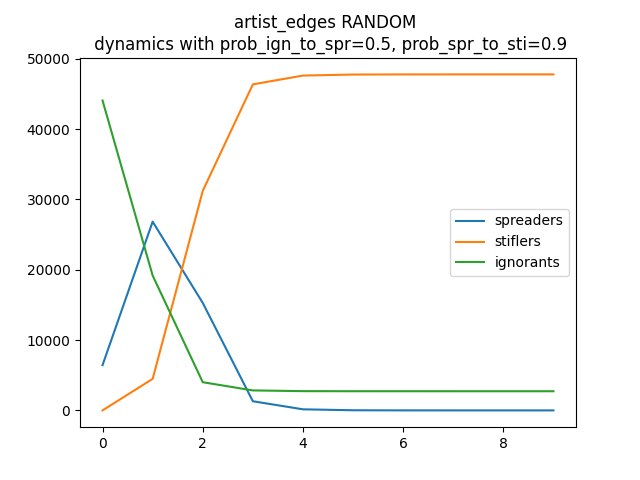 artist_edges RANDOM
dynamics with prob_ign_to_spr=0.5, prob_spr_to_sti=0.9
50000
40000
30000
20000
10000
0
spreaders
stiflers
ignorants
0 2 4 6 8